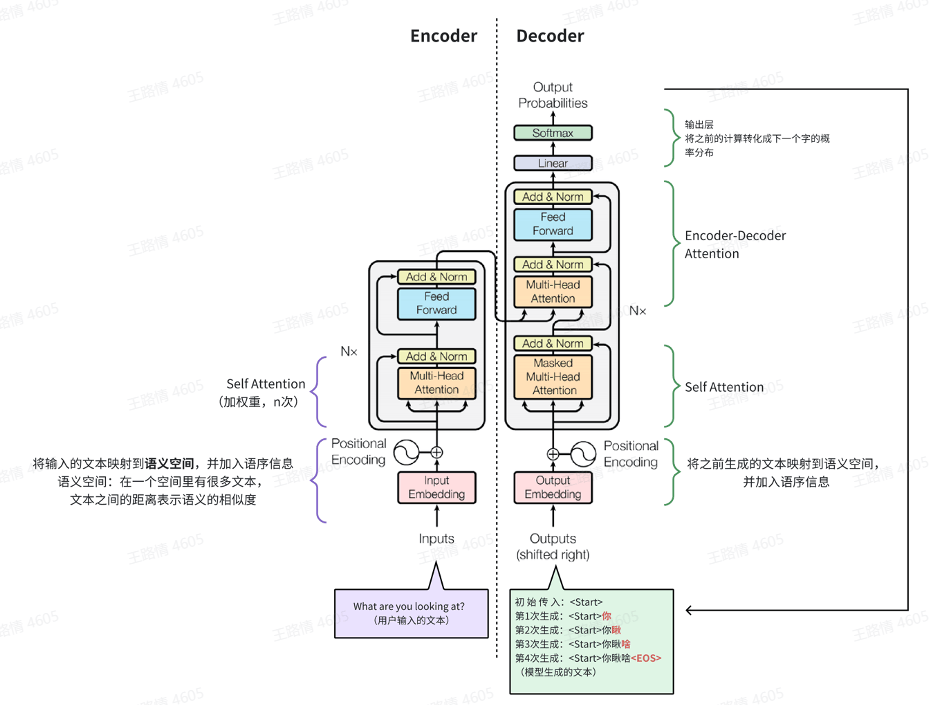 Encoder
Decoder
Output
Probabilities
Softmax
Linear
输出层
将之前的计算转化成下一个字的概
率分布
Add & Norm
Feed
Forward
Add & Norm
Multi-Head
Attention
Encoder-Decoder
Attention
N×
Add & Norm
Masked
Multi-Head
Attention
Self Attention
Add & Norm
Feed
Forward
N×
Add & Norm
Multi-Head
Attention
Self Attention
（加权重，n次）
Positional
Encoding
Input
Embedding
将输入的文本映射到语义空间，并加入语序信息
语义空间：在一个空间里有很多文本，
文本之间的距离表示语义的相似度
Positional
Encoding
Output
Embedding
将之前生成的文本映射到语义空间，
并加入语序信息
Inputs
Outputs
(shifted right)
What are you looking at?
（用户输入的文本）
初 始 传 入：<Start>
第1次生成：<Start>你
第2次生成：<Start>你瞅
第3次生成：<Start>你瞅啥
第4次生成：<Start>你瞅啥<EOS>
（模型生成的文本）
王路情 4605